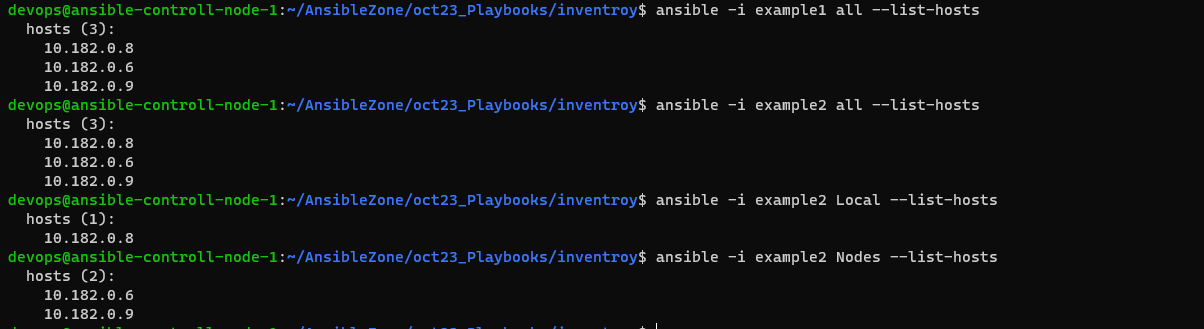 devops@ansible-controll-node-1:~/AnsibleZone/oct23_Playbooks/inventroy$ ansible -i example1 all --list-hosts
hosts (3):
10.182.0.8
10.182.0.6
10.182.0.9
devops@ansible-controll-node-1:~/AnsibleZone/oct23_Playbooks/inventroy$ ansible -i example2 all --list-hosts
hosts (3):
10.182.0.8
10.182.0.6
10.182.0.9
devops@ansible-controll-node-1:~/AnsibleZone/oct23_Playbooks/inventroy$ ansible -i example2 Local --list-hosts
hosts (1):
10.182.0.8
devops@ansible-controll-node-1:~/AnsibleZone/oct23_Playbooks/inventroy$ ansible -i example2 Nodes --list-hosts
hosts (2):
10.182.0.6
10.182.0.9